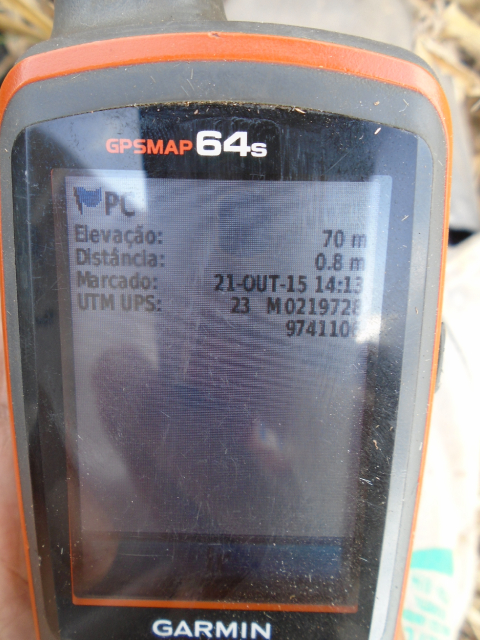 GPSMAP 64s
PC
Elevação: 70 m
Distância: 0.8 m
Marcado: 21-OUT-15 14:13
UTM UPS: 23 M 0219728
9741106
GARMIN